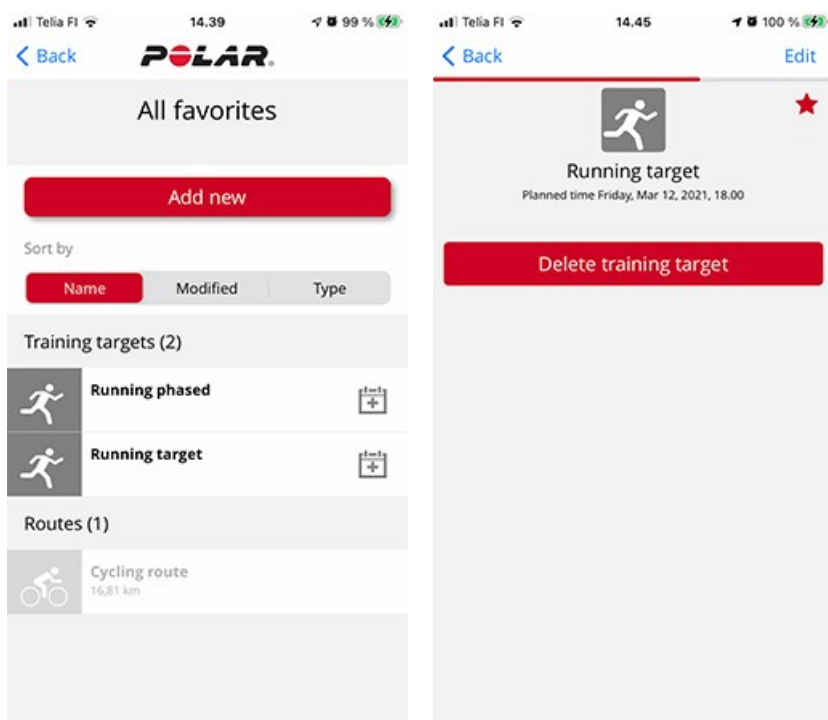 Telia FI 14.39 99 %
Back POLAR.
All favorites
Add new
Sort by
Name Modified Type
Training targets (2)
Running phased
Running target
Routes (1)
Cycling route
16,81 km
Telia FI 14.45 100 %
Back Edit
Running target
Planned time Friday, Mar 12, 2021, 18.00
Delete training target